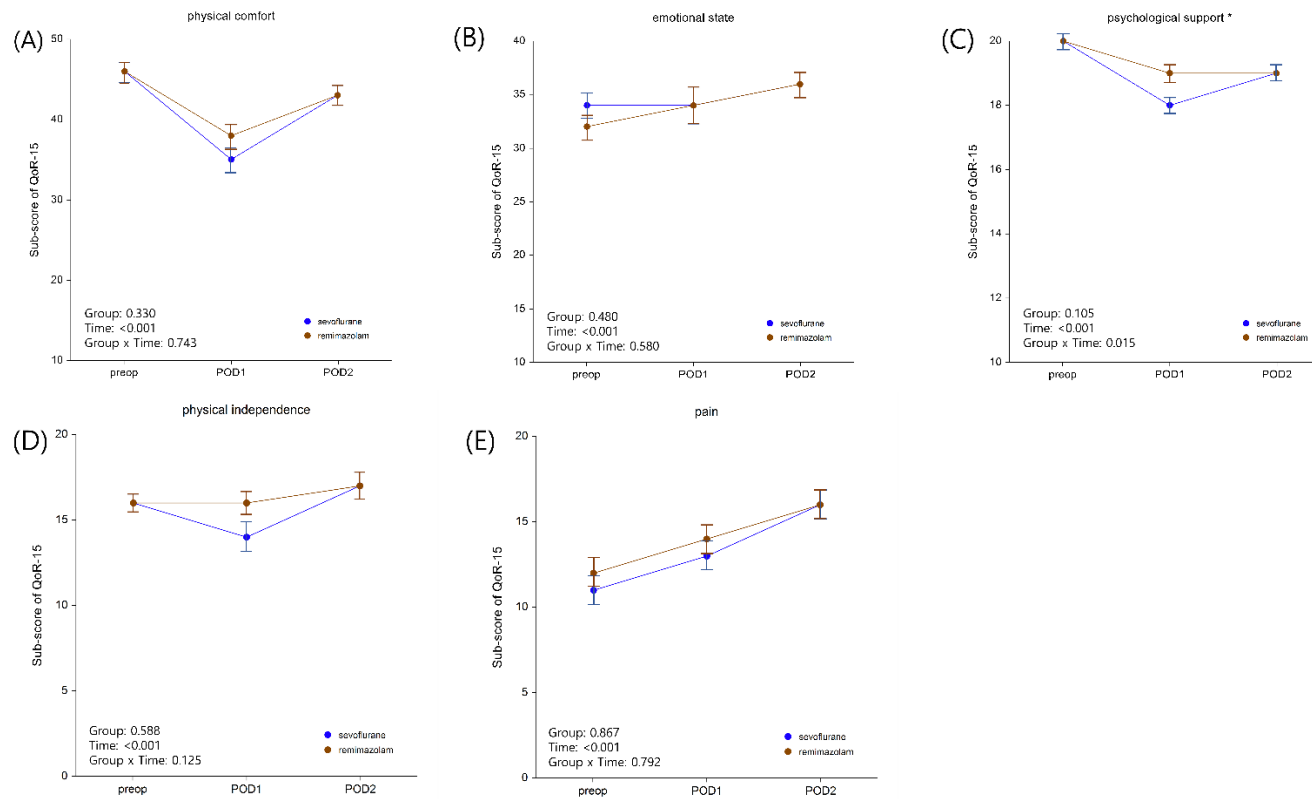 (A)
physical comfort
Sub-score of QoR-15
50
40
30
20
10
Group: 0.330
Time: <0.001
Group x Time: 0.743
sevoflurane
remimazolam
preop POD1 POD2
(B)
emotional state
Sub-score of QoR-15
40
35
30
25
20
15
10
Group: 0.480
Time: <0.001
Group x Time: 0.580
sevoflurane
remimazolam
preop POD1 POD2
(C)
psychological support *
Sub-score of QoR-15
20
18
16
14
12
10
Group: 0.105
Time: <0.001
Group x Time: 0.015
sevoflurane
remimazolam
preop POD1 POD2
(D)
physical independence
Sub-score of QoR-15
20
15
10
5
0
Group: 0.588
Time: <0.001
Group x Time: 0.125
sevoflurane
remimazolam
preop POD1 POD2
(E)
pain
Sub-score of QoR-15
20
15
10
5
0
Group: 0.867
Time: <0.001
Group x Time: 0.792
sevoflurane
remimazolam
preop POD1 POD2